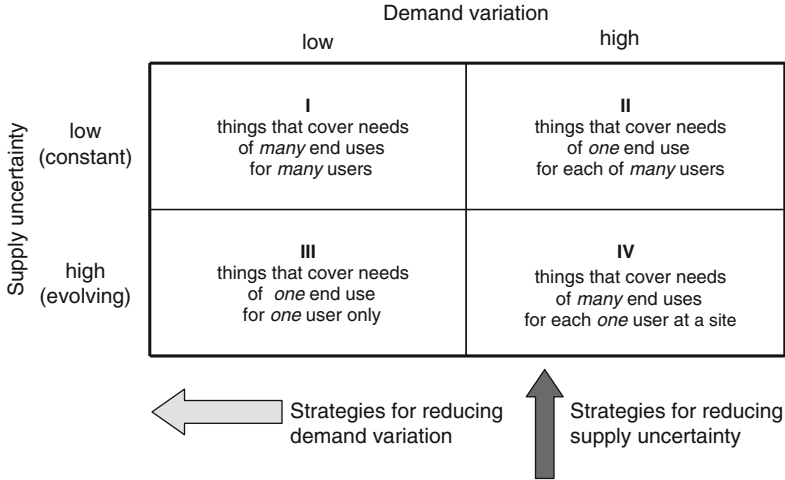 Demand variation
low
high
Supply uncertainty
low
(constant)
I
things that cover needs
of many end uses
for many users
II
things that cover needs
of one end use
for each of many users
high
(evolving)
III
things that cover needs
of one end use
for one user only
IV
things that cover needs
of many end uses
for each one user at a site
Strategies for reducing
demand variation
Strategies for reducing
supply uncertainty